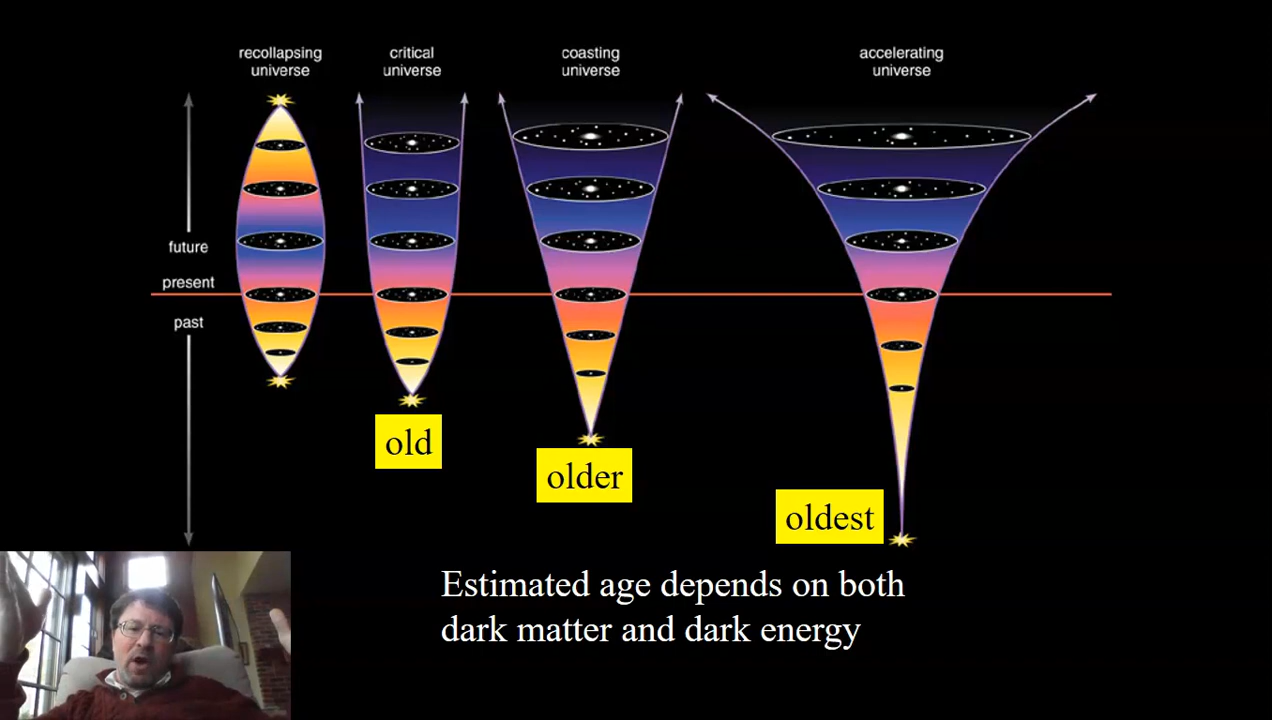 recollapsing
universe
critical
universe
coasting
universe
accelerating
universe
future
present
past
old
older
oldest
Estimated age depends on both
dark matter and dark energy